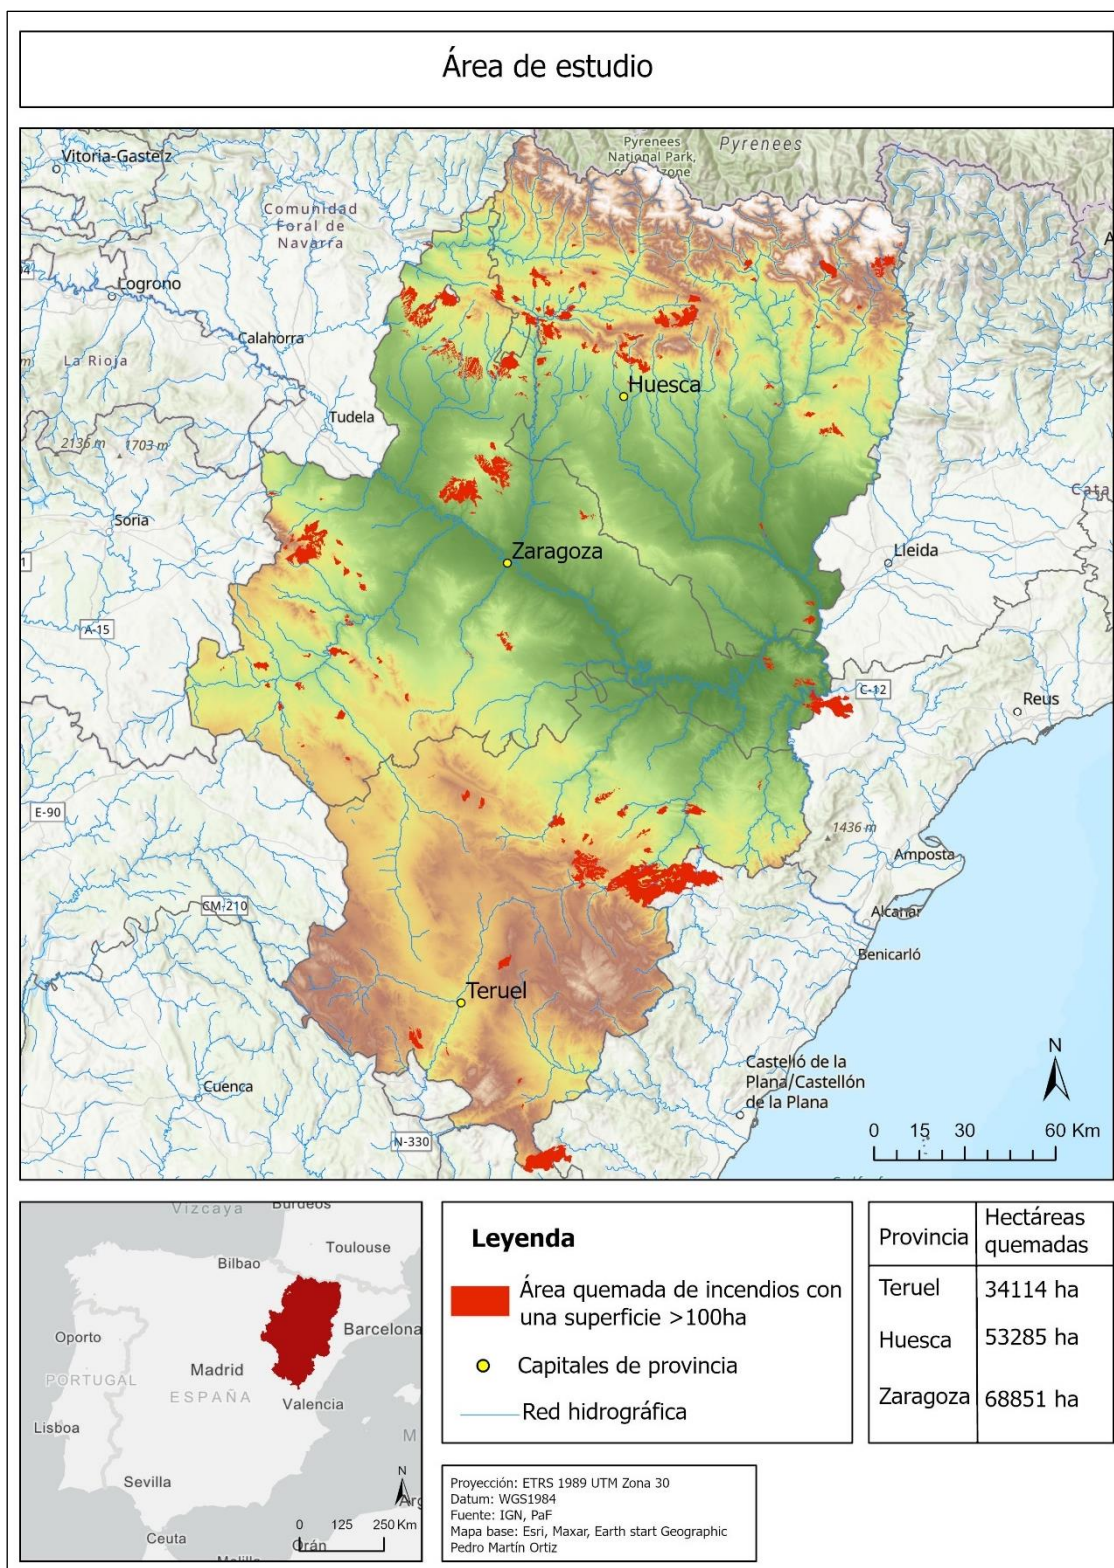 Área de estudio
Vitoria-Gasteiz
Pyrenees
National Park,
Pyrenees
Comunidad
Foral de
Navarra
Logrono
Calahorra
La Rioja
Tudela
Huesca
2136 m
1703 m
Soria
Zaragoza
Lleida
A-15
C-12
Reus
E-90
1436 m
Amposta
CM-210
Alcanar
Benicarló
Teruel
Cuenca
Castelló de la
Plana/Castellón
de la Plana
N
N-330
0 15 30 60 Km
Vizcaya
Burdeos
Toulouse
Bilbao
Oporto
Barcelona
Madrid
PORTUGAL
ESPAÑA
Valencia
Lisboa
Sevilla
N
0 125 250 Km
Ceuta
Orán
Leyenda
Área quemada de incendios con
una superficie >100ha
Capitales de provincia
Red hidrográfica
Provincia Hectáreas
quemadas
Teruel 34114 ha
Huesca 53285 ha
Zaragoza 68851 ha
Proyección: ETRS 1989 UTM Zona 30
Datum: WGS1984
Fuente: IGN, PaF
Mapa base: Esri, Maxar, Earth start Geographic
Pedro Martín Ortiz